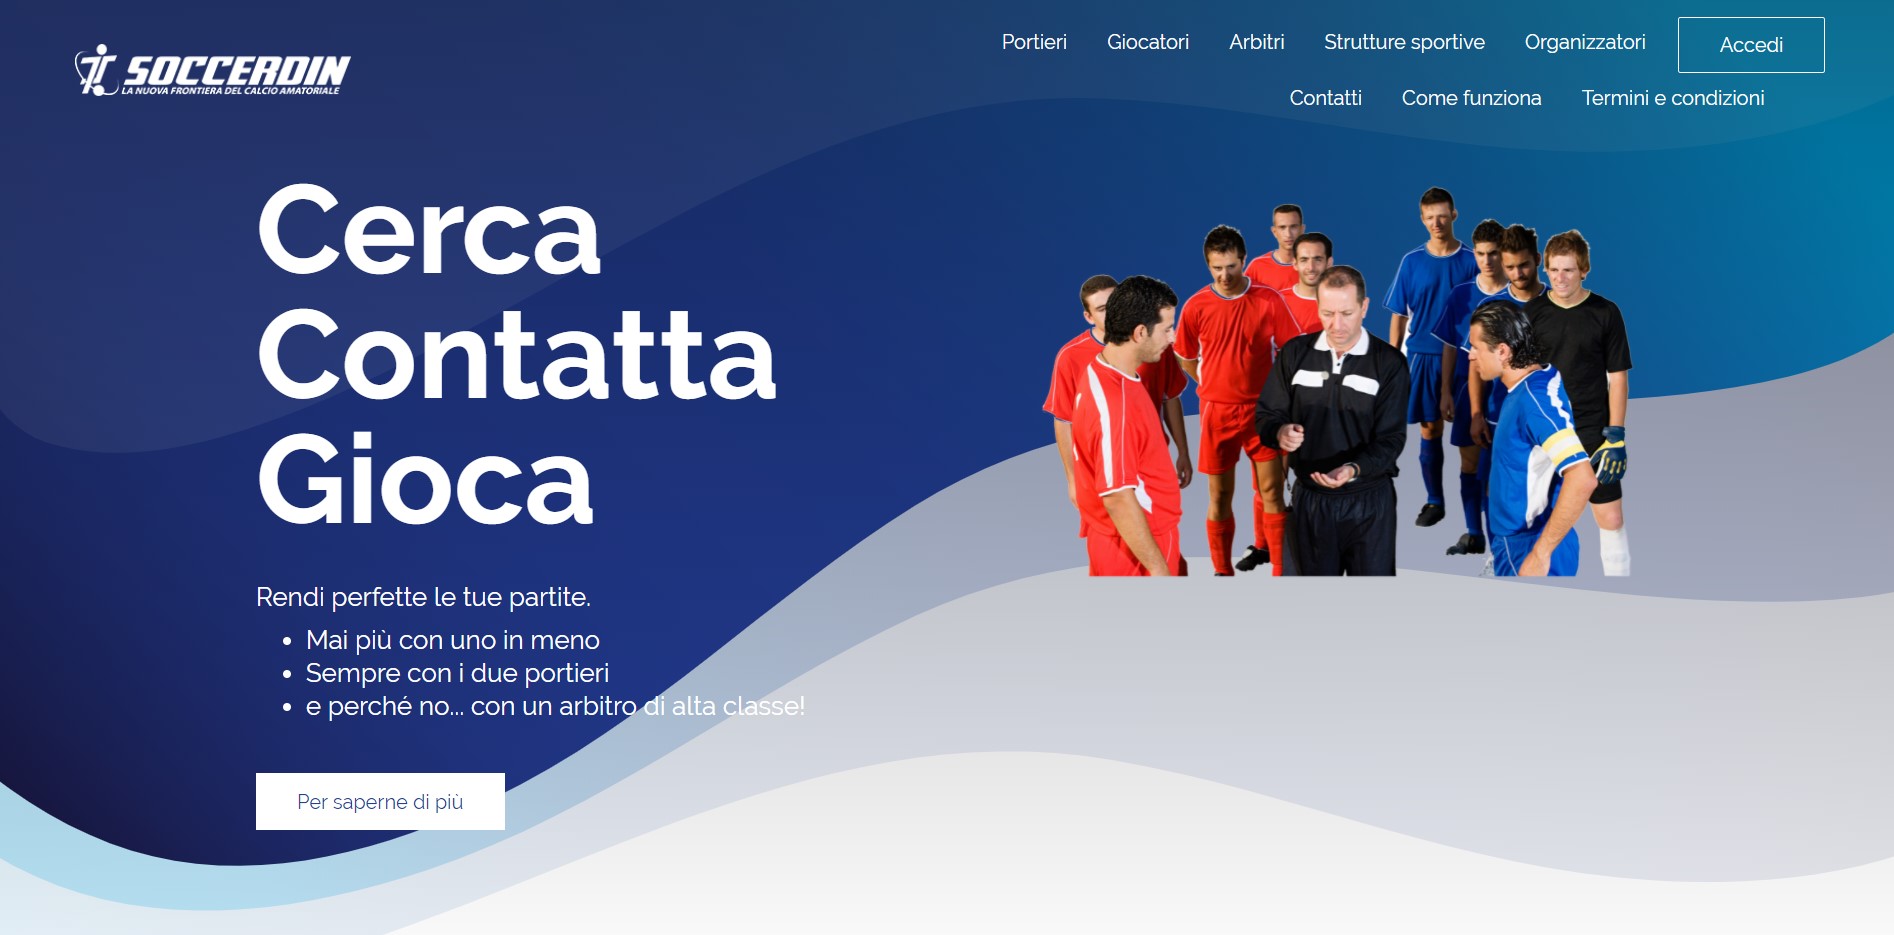 SOCCERDIN
LA NUOVA FRONTIERA DEL CALCIO AMATORIALE
Portieri Giocatori Arbitri Strutture sportive Organizzatori Accedi
Contatti Come funziona Termini e condizioni
Cerca
Contatta
Gioca
Rendi perfette le tue partite.
• Mai più con uno in meno
• Sempre con i due portieri
• e perché no... con un arbitro di alta classe!
Per saperne di più